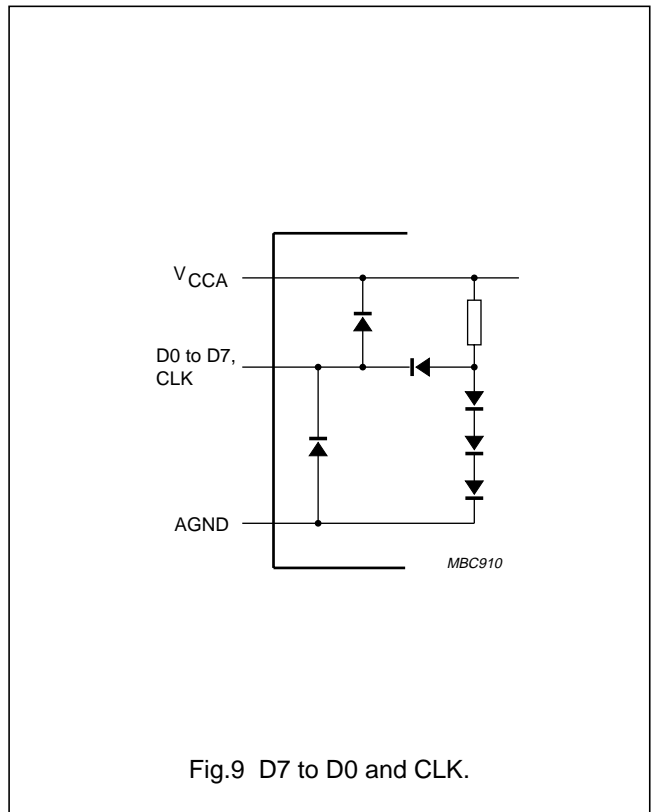 V CCA
D0 to D7,
CLK
AGND
MBC910
Fig.9 D7 to D0 and CLK.